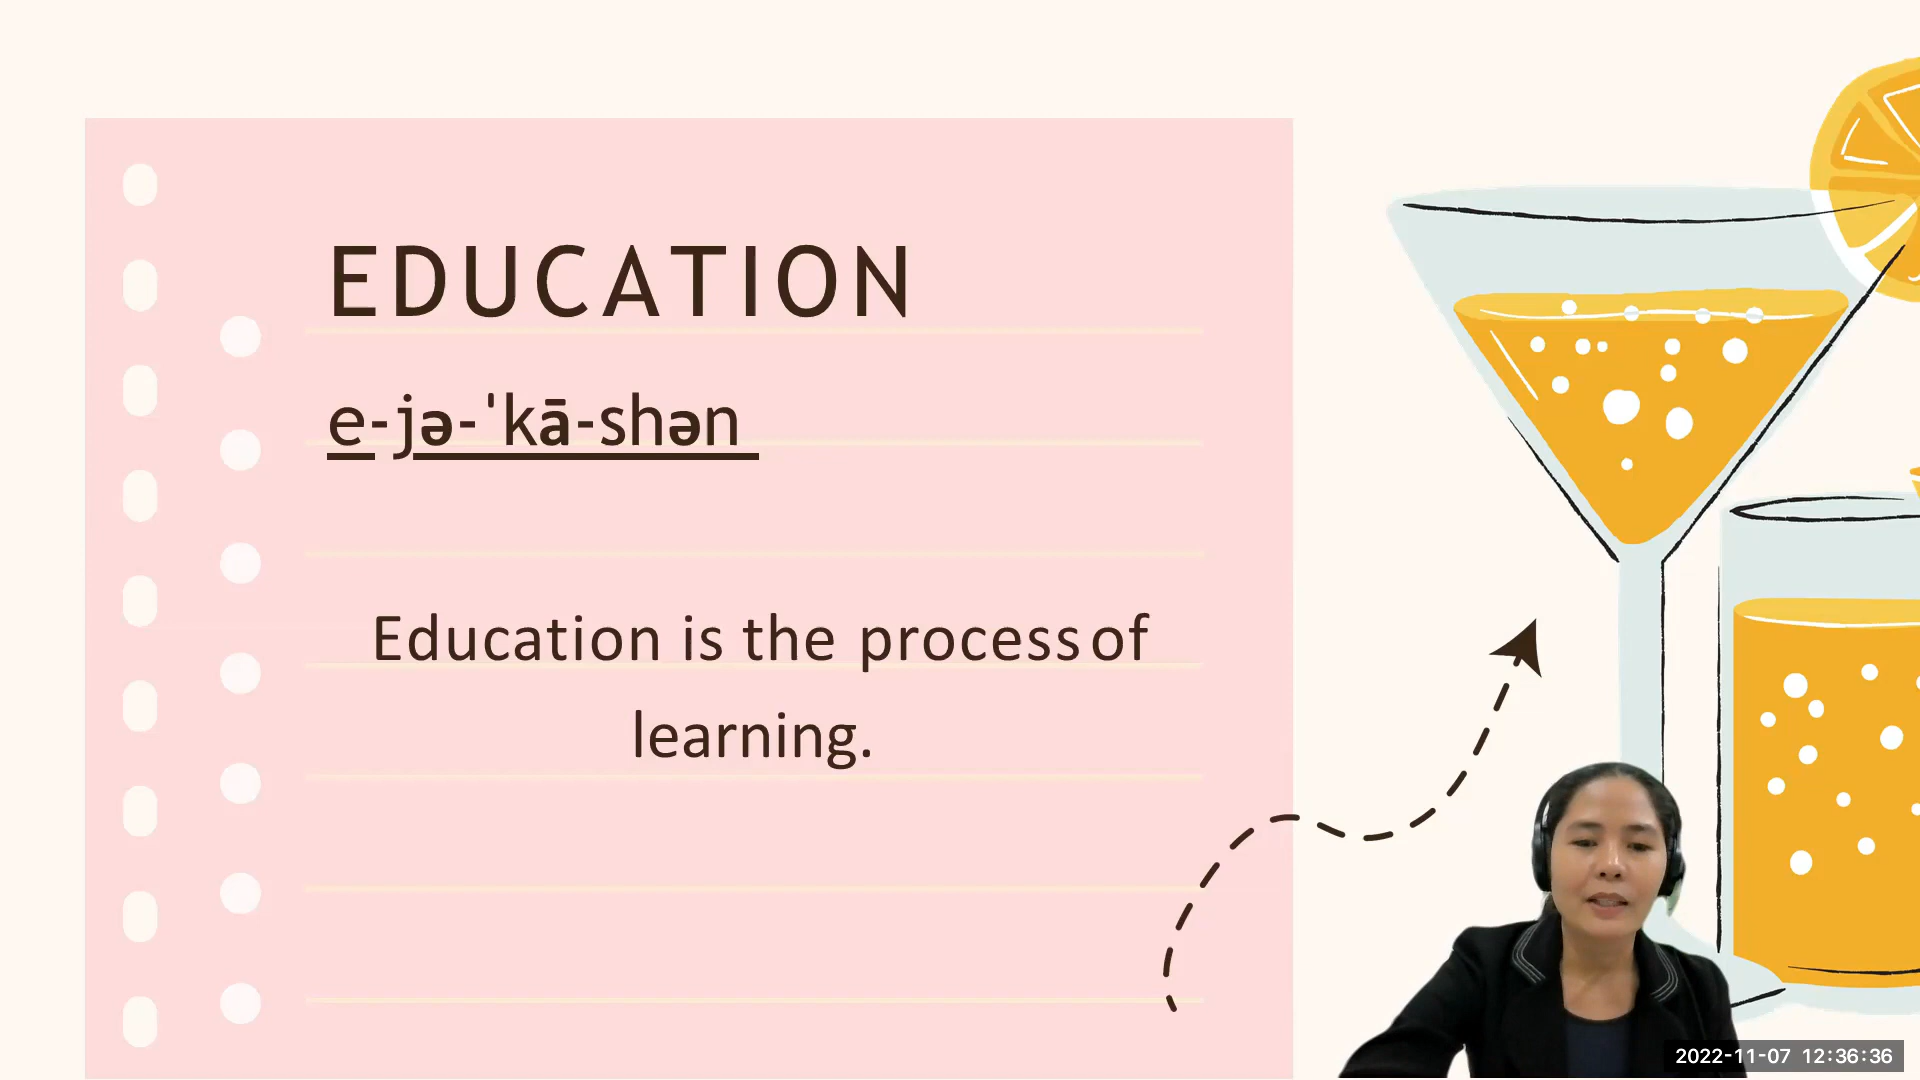 EDUCATION
e-jə-ˈkā-shən
Education is the process of
learning.
2022-11-07 12:36:36